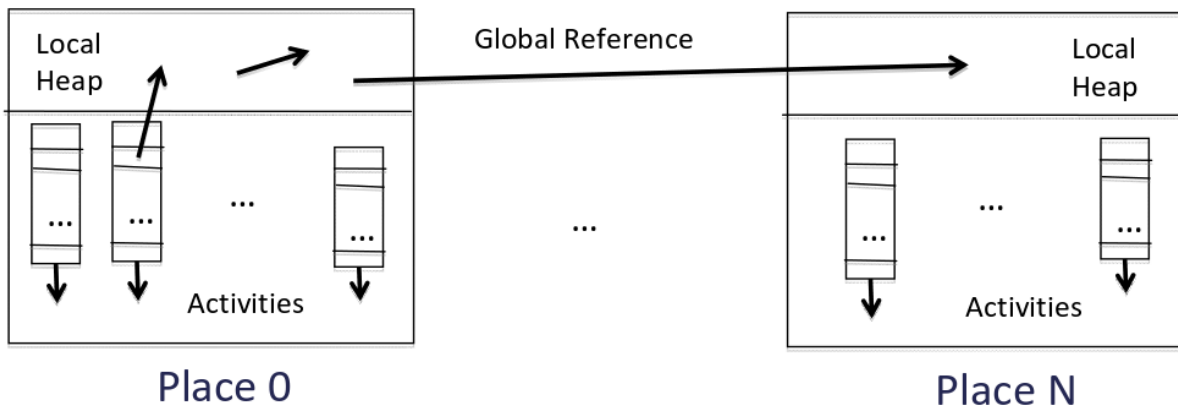 Local
Heap
Global Reference
Local
Heap
...
...
...
...
...
...
...
...
Activities
Activities
Place 0
Place N